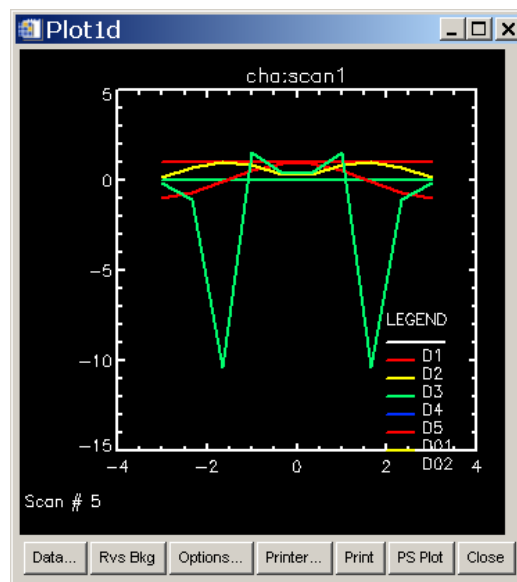 Plot1d
cha:scan1
5
0
−5
−10
−15
−4 −2 0 2 4
LEGEND
D1
D2
D3
D4
D5
D01
D02
Scan # 5
Data... Rvs Bkg Options... Printer... Print PS Plot Close